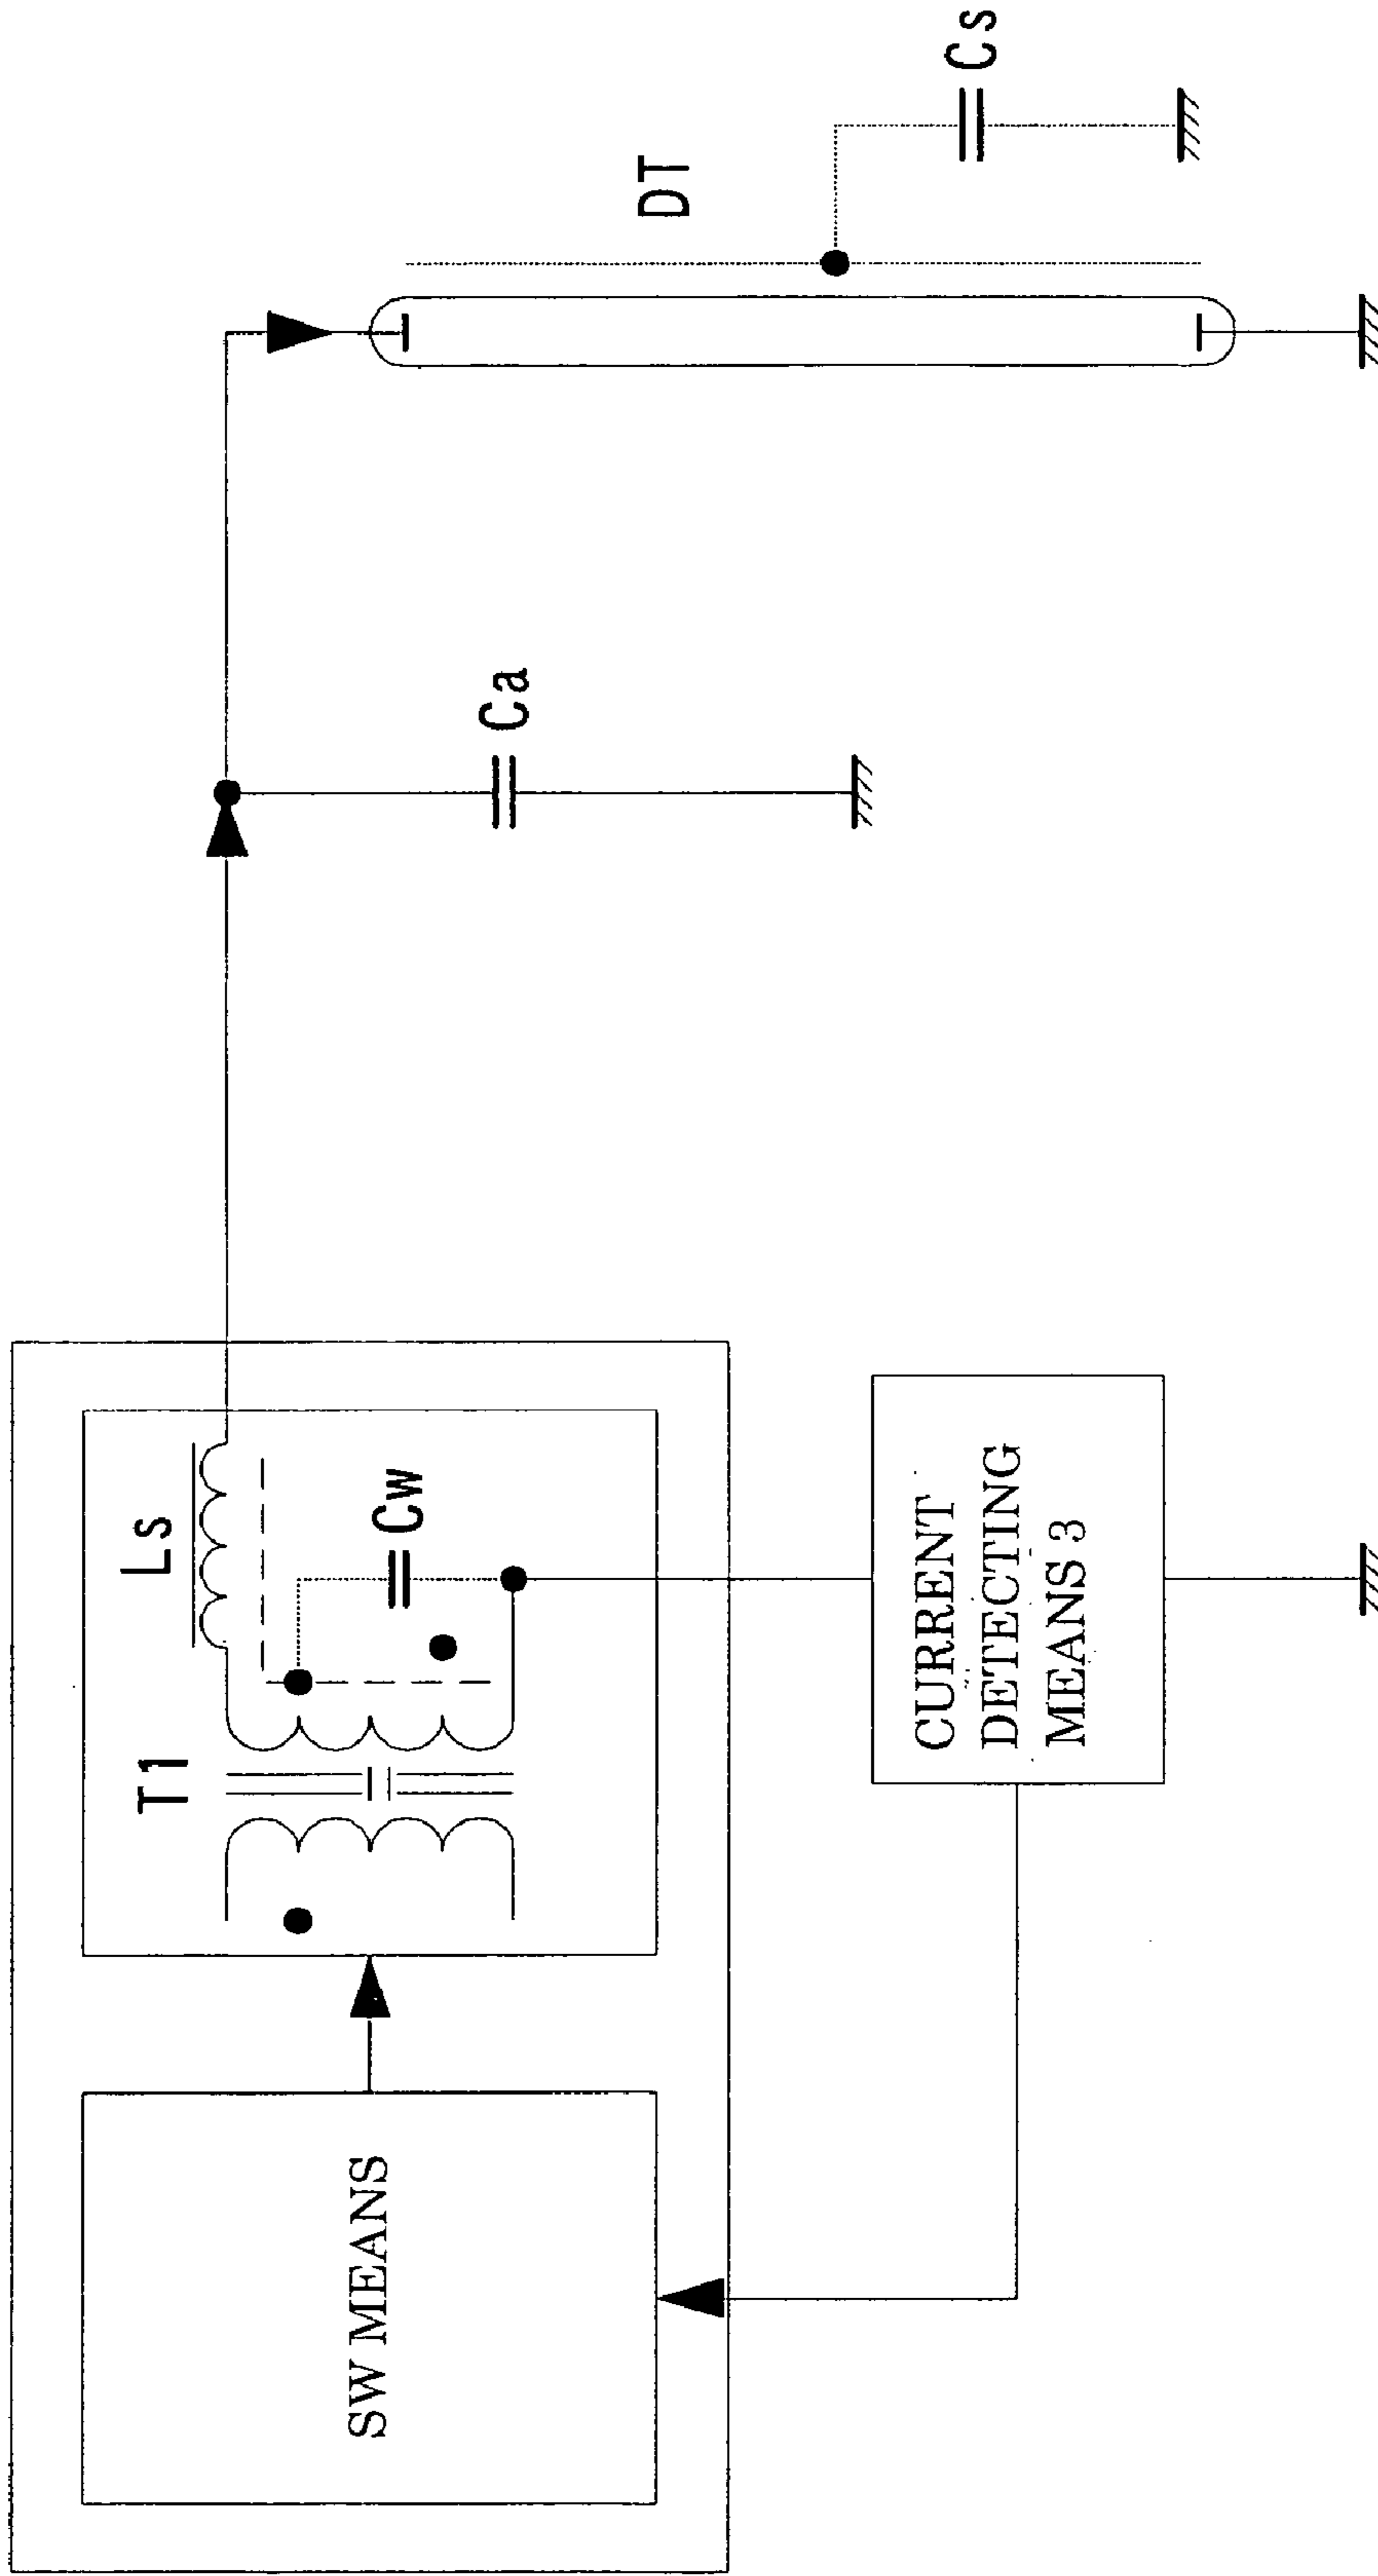 SW MEANS
T1
Ls
Cw
CURRENT
DETECTING
MEANS 3
Ca
DT
Cs